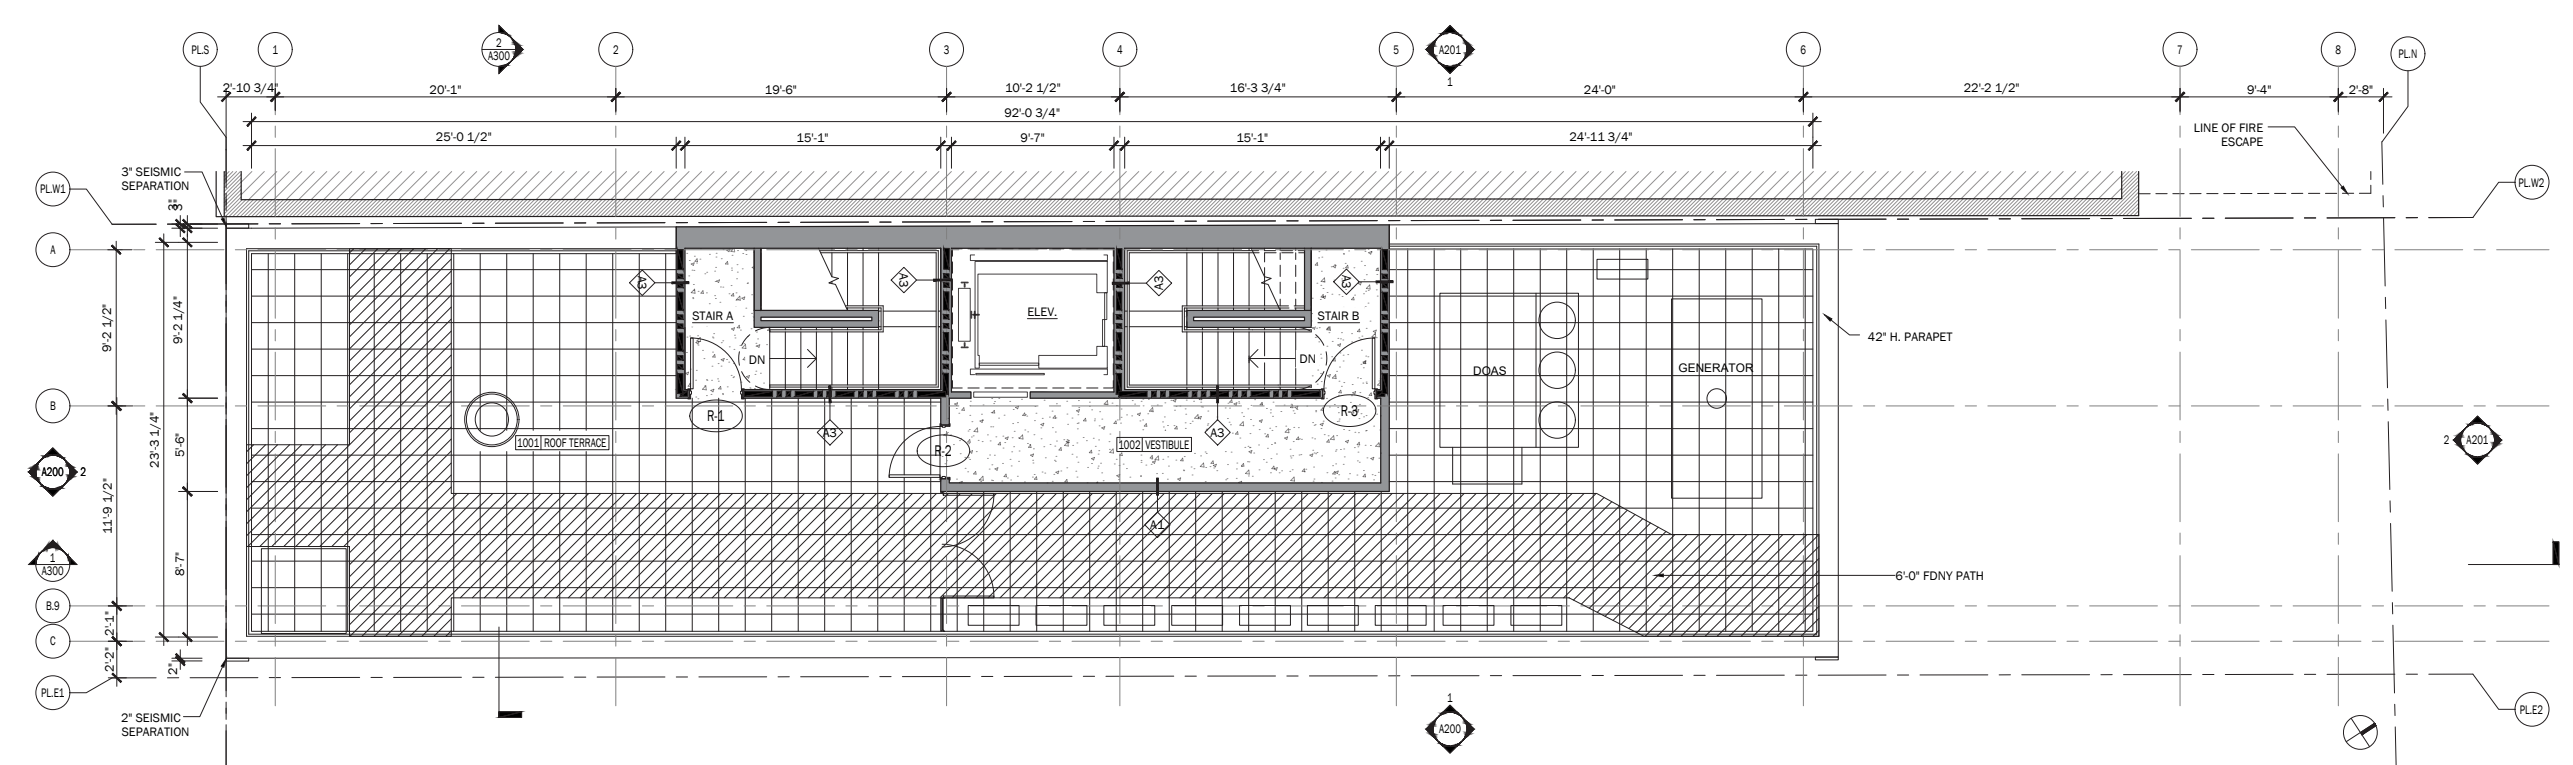 PL.S
1
2
A300
2
3
4
5
A201
1
6
7
8
PL.N
2'-10 3/4"
20'-1"
19'-6"
10'-2 1/2"
16'-3 3/4"
24'-0"
22'-2 1/2"
9'-4"
2'-8"
92'-0 3/4"
25'-0 1/2"
15'-1"
9'-7"
15'-1"
24'-11 3/4"
LINE OF FIRE
ESCAPE
3" SEISMIC
SEPARATION
PL.W1
PL.W2
3"
3"
A
A3
A3
A3
A3
STAIR A
ELEV.
STAIR B
9'-2 1/2"
9'-2 1/4"
42" H. PARAPET
DN
DN
DOAS
GENERATOR
B
R-1
R-3
A3
A3
1001 ROOF TERRACE
R-2
1002 VESTIBULE
23'-3 1/4"
5'-6"
A200
2
2
A201
11'-9 1/2"
A1
8'-7"
1
A300
6'-0" FDNY PATH
B.9
2'-1"
C
2'-2"
2"
PL.E1
PL.E2
2" SEISMIC
SEPARATION
1
A200